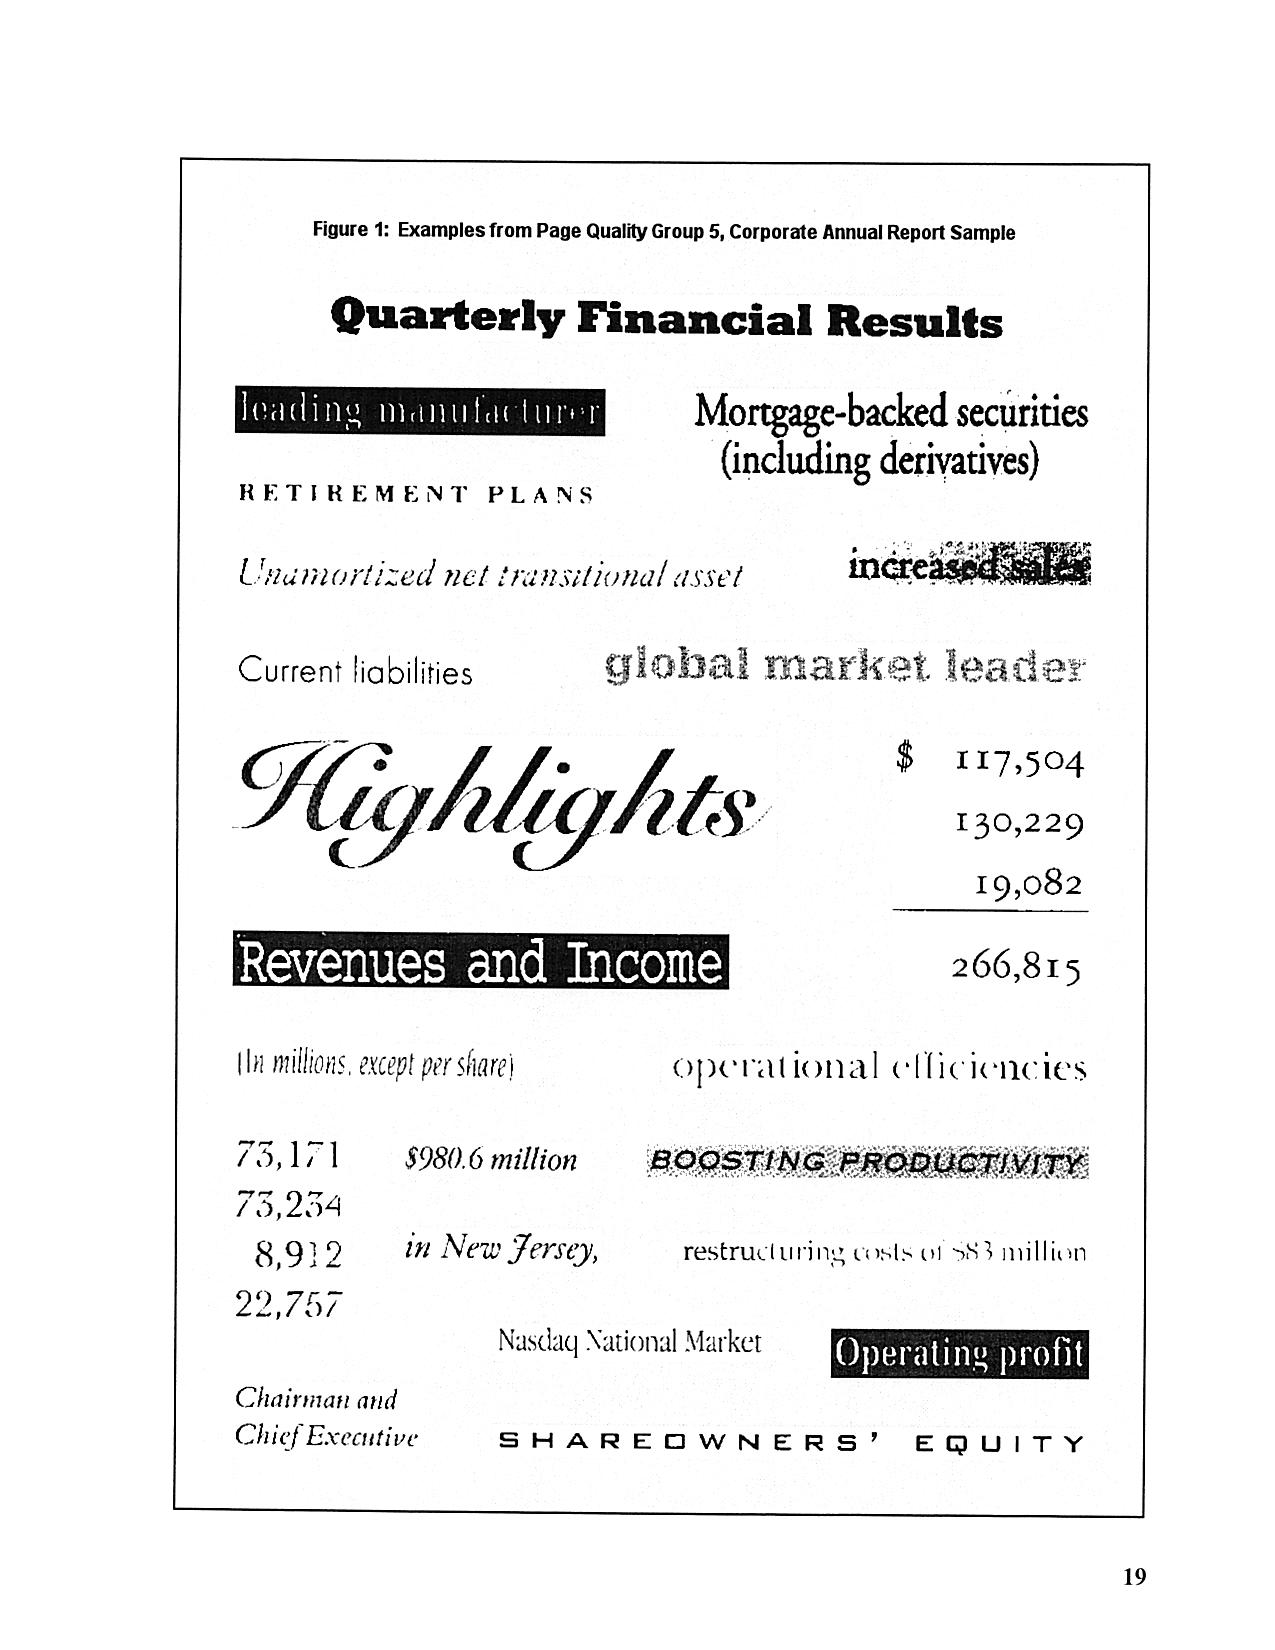 Figure 1: Examples from Page Quality Group 5, Corporate Annual Report Sample
Quarterly Financial Results
leading manufacturer
Mortgage-backed securities
(including derivatives)
RETIREMENT PLANS
Unamortized net transitional asset
increased sales
Current liabilities
global market leader
Highlights
$ 117,504
130,229
19,082
Revenues and Income
266,815
(In millions, except per share)
operational efficiencies
73,171
$980.6 million
BOOSTING PRODUCTIVITY
73,234
8,912
in New Jersey,
restructuring costs of $83 million
22,757
Nasdaq National Market
Operating profit
Chairman and
Chief Executive
SHAREOWNERS' EQUITY
19